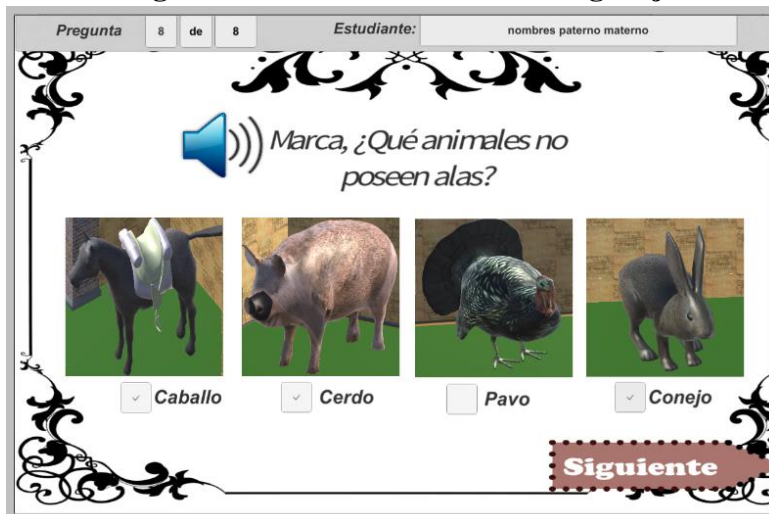 Pregunta 8 de 8 Estudiante: nombres paterno materno
Marca, ¿Qué animales no
poseen alas?
Caballo Cerdo Pavo Conejo
Siguiente